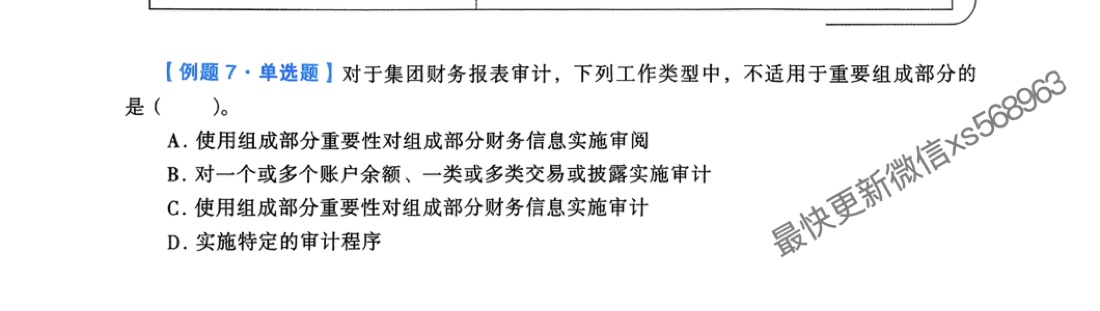 【例题 7·单选题】对于集团财务报表审计，下列工作类型中，不适用于重要组成部分的
是（　　）。
A. 使用组成部分重要性对组成部分财务信息实施审阅
B. 对一个或多个账户余额、一类或多类交易或披露实施审计
C. 使用组成部分重要性对组成部分财务信息实施审计
D. 实施特定的审计程序
最快更新微信xs568963